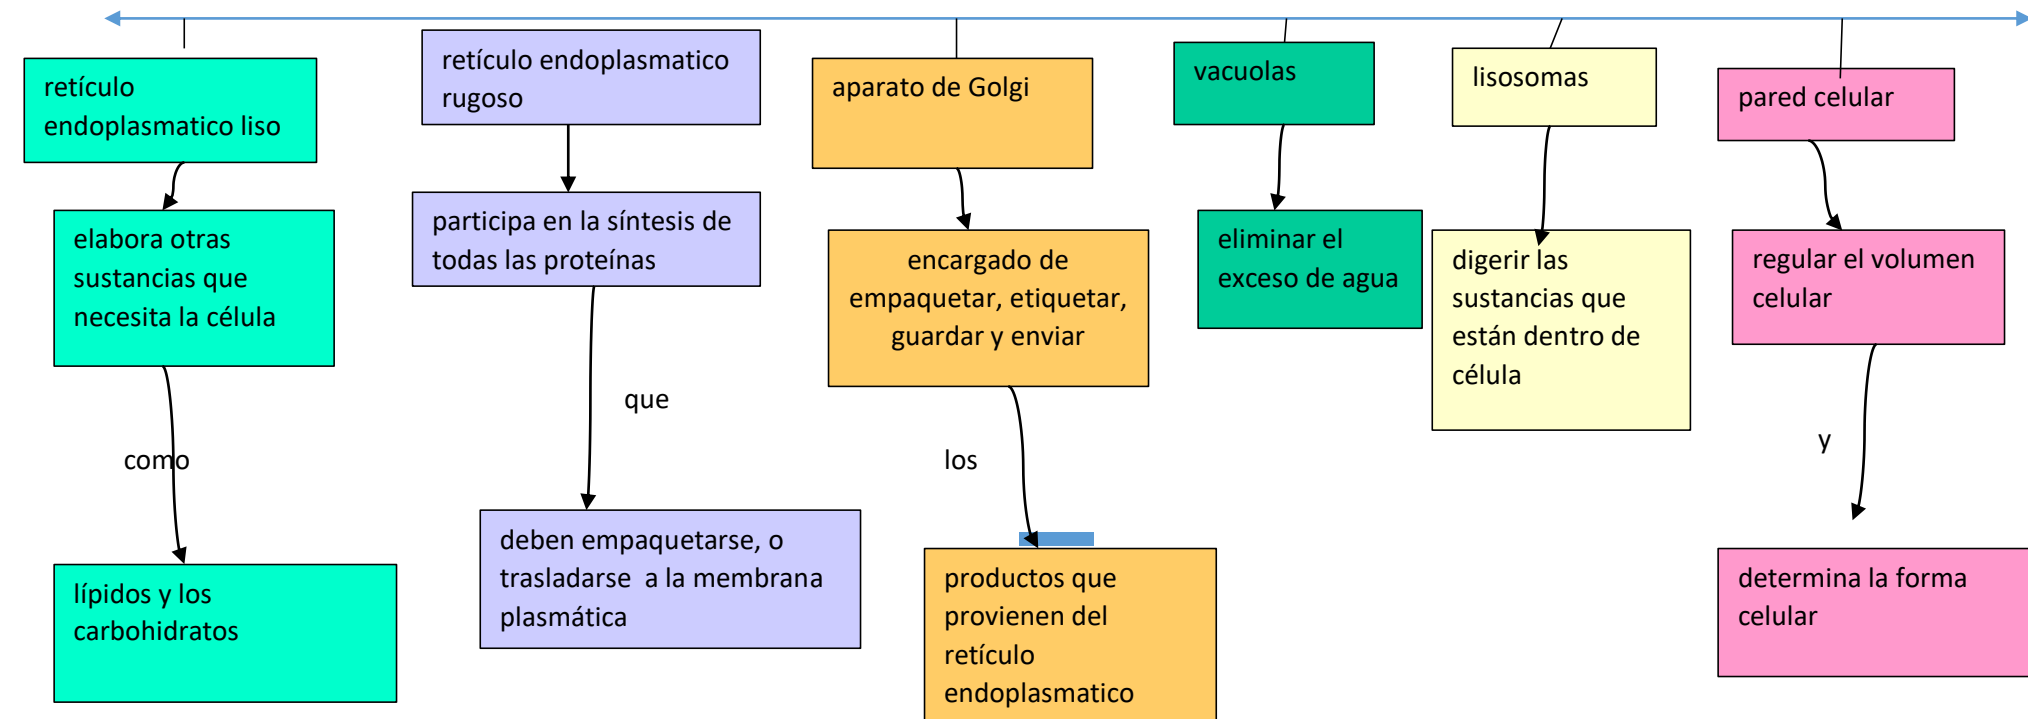 retículo
endoplasmatico liso
retículo endoplasmatico
rugoso
aparato de Golgi
vacuolas
lisosomas
pared celular
elabora otras
sustancias que
necesita la célula
participa en la síntesis de
todas las proteínas
encargado de
empaquetar, etiquetar,
guardar y enviar
eliminar el
exceso de agua
digerir las
sustancias que
están dentro de
célula
regular el volumen
celular
como
que
los
y
lípidos y los
carbohidratos
deben empaquetarse, o
trasladarse a la membrana
plasmática
productos que
provienen del
retículo
endoplasmatico
determina la forma
celular